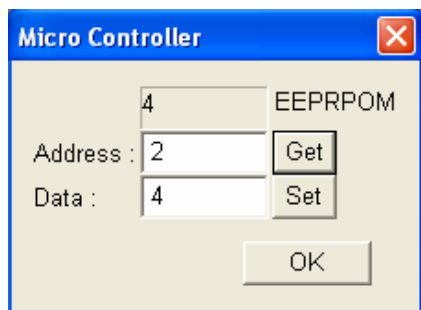 Micro Controller
4 EEPRPOM
Address : 2 Get
Data : 4 Set
OK